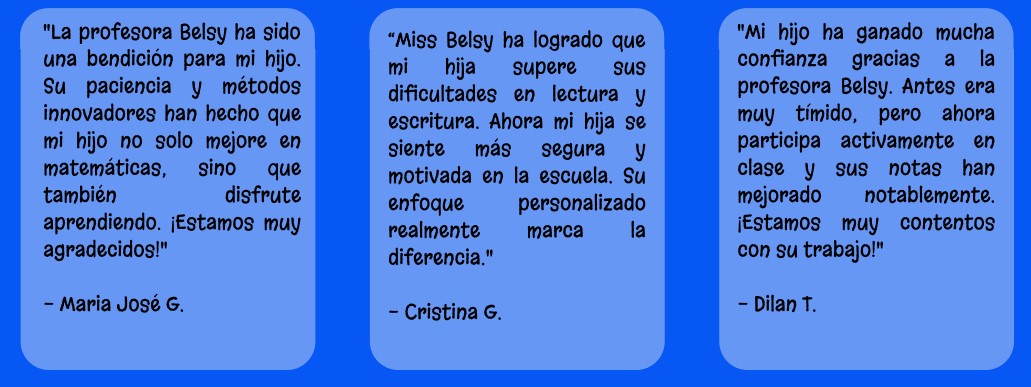 "La profesora Belsy ha sido
una bendición para mi hijo.
Su paciencia y métodos
innovadores han hecho que
mi hijo no solo mejore en
matemáticas, sino que
también disfrute
aprendiendo. ¡Estamos muy
agradecidos!"
– Maria José G.
“Miss Belsy ha logrado que
mi hija supere sus
dificultades en lectura y
escritura. Ahora mi hija se
siente más segura y
motivada en la escuela. Su
enfoque personalizado
realmente marca la
diferencia."
– Cristina G.
"Mi hijo ha ganado mucha
confianza gracias a la
profesora Belsy. Antes era
muy tímido, pero ahora
participa activamente en
clase y sus notas han
mejorado notablemente.
¡Estamos muy contentos
con su trabajo!"
– Dilan T.